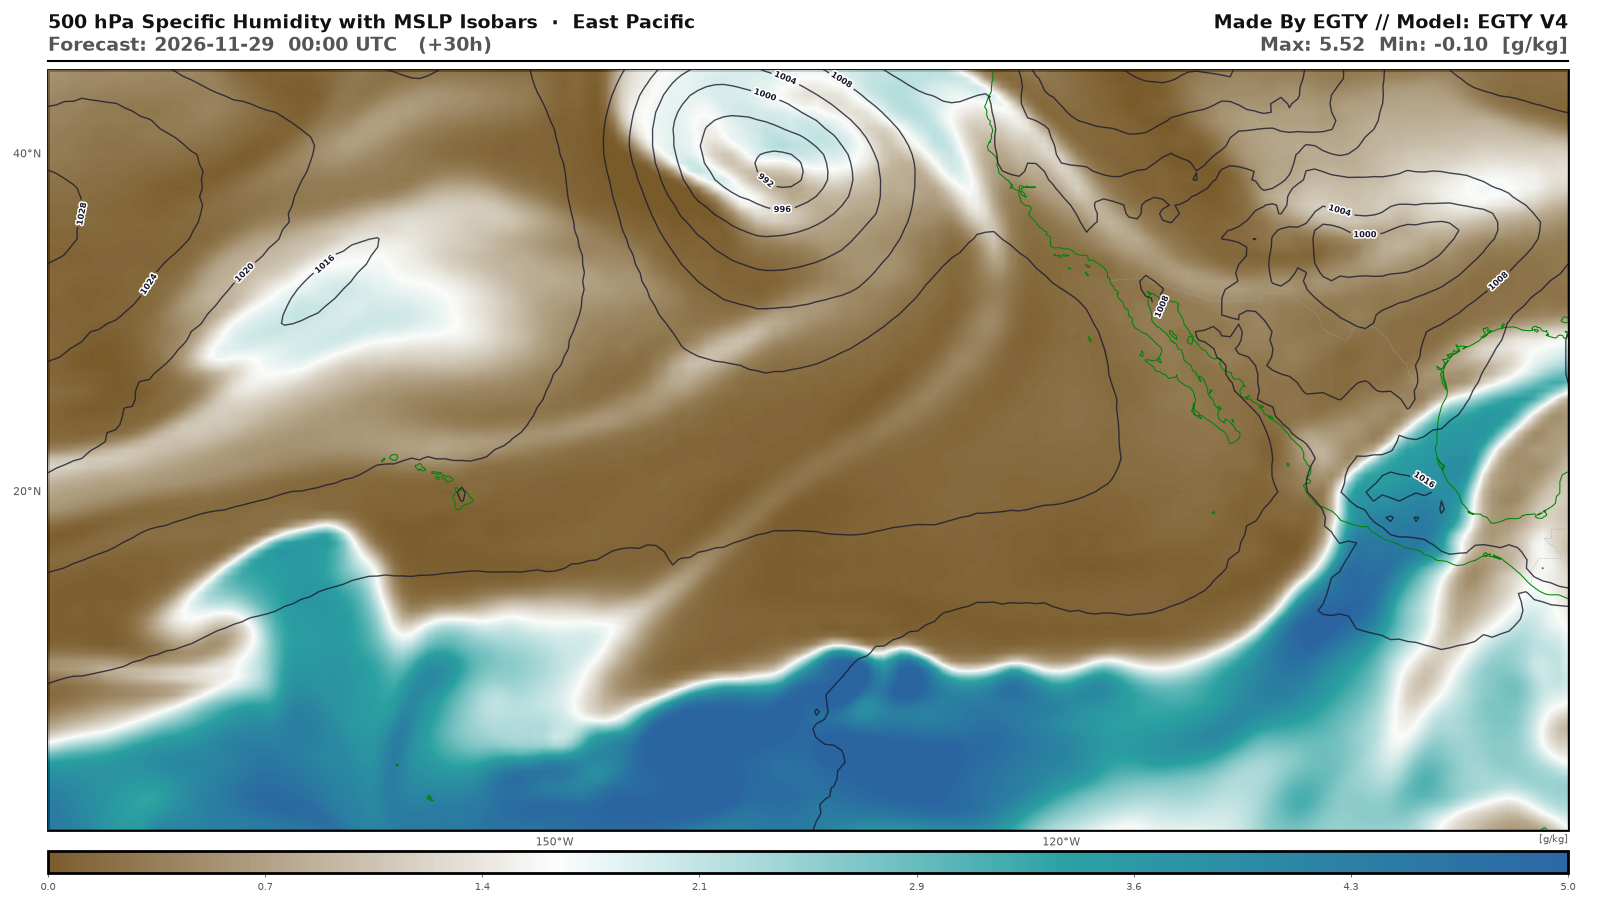 500 hPa Specific Humidity with MSLP Isobars · East Pacific
Made By EGTY // Model: EGTY V4
Forecast: 2026-11-29 00:00 UTC (+30h)
Max: 5.52 Min: -0.10 [g/kg]
1004
1008
1000
40°N
992
996
1028
1004
1000
1016
1020
1024
1008
1008
1016
20°N
150°W
120°W
[g/kg]
0.0
0.7
1.4
2.1
2.9
3.6
4.3
5.0